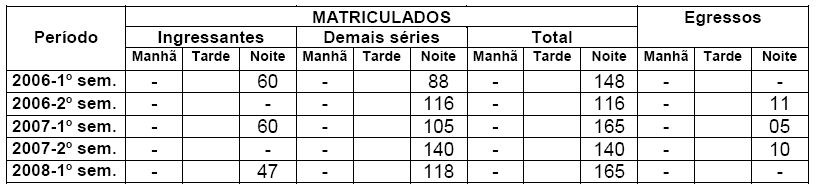 Período MATRICULADOS Egressos
Ingressantes Demais séries Total
Manhã Tarde Noite Manhã Tarde Noite Manhã Tarde Noite Manhã Tarde Noite
2006-1º sem. - 60 - 88 - 148 - -
2006-2º sem. - - - 116 - 116 - 11
2007-1º sem. - 60 - 105 - 165 - 05
2007-2º sem. - - - 140 - 140 - 10
2008-1º sem. - 47 - 118 - 165 - -